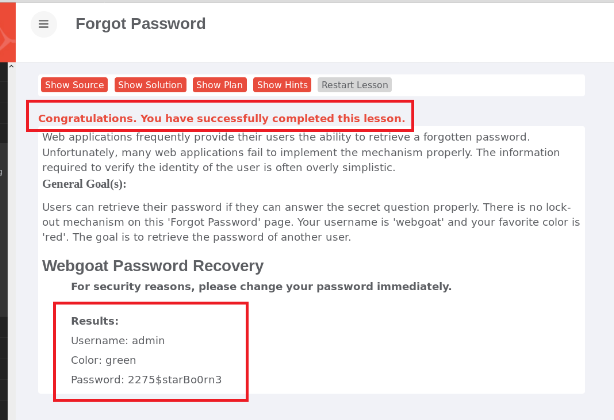 Forgot Password
Show Source Show Solution Show Plan Show Hints Restart Lesson
Congratulations. You have successfully completed this lesson.
Web applications frequently provide their users the ability to retrieve a forgotten password.
Unfortunately, many web applications fail to implement the mechanism properly. The information
required to verify the identity of the user is often overly simplistic.
General Goal(s):
Users can retrieve their password if they can answer the secret question properly. There is no lock-
out mechanism on this 'Forgot Password' page. Your username is 'webgoat' and your favorite color is
'red'. The goal is to retrieve the password of another user.
Webgoat Password Recovery
For security reasons, please change your password immediately.
Results:
Username: admin
Color: green
Password: 2275$starBo0rn3